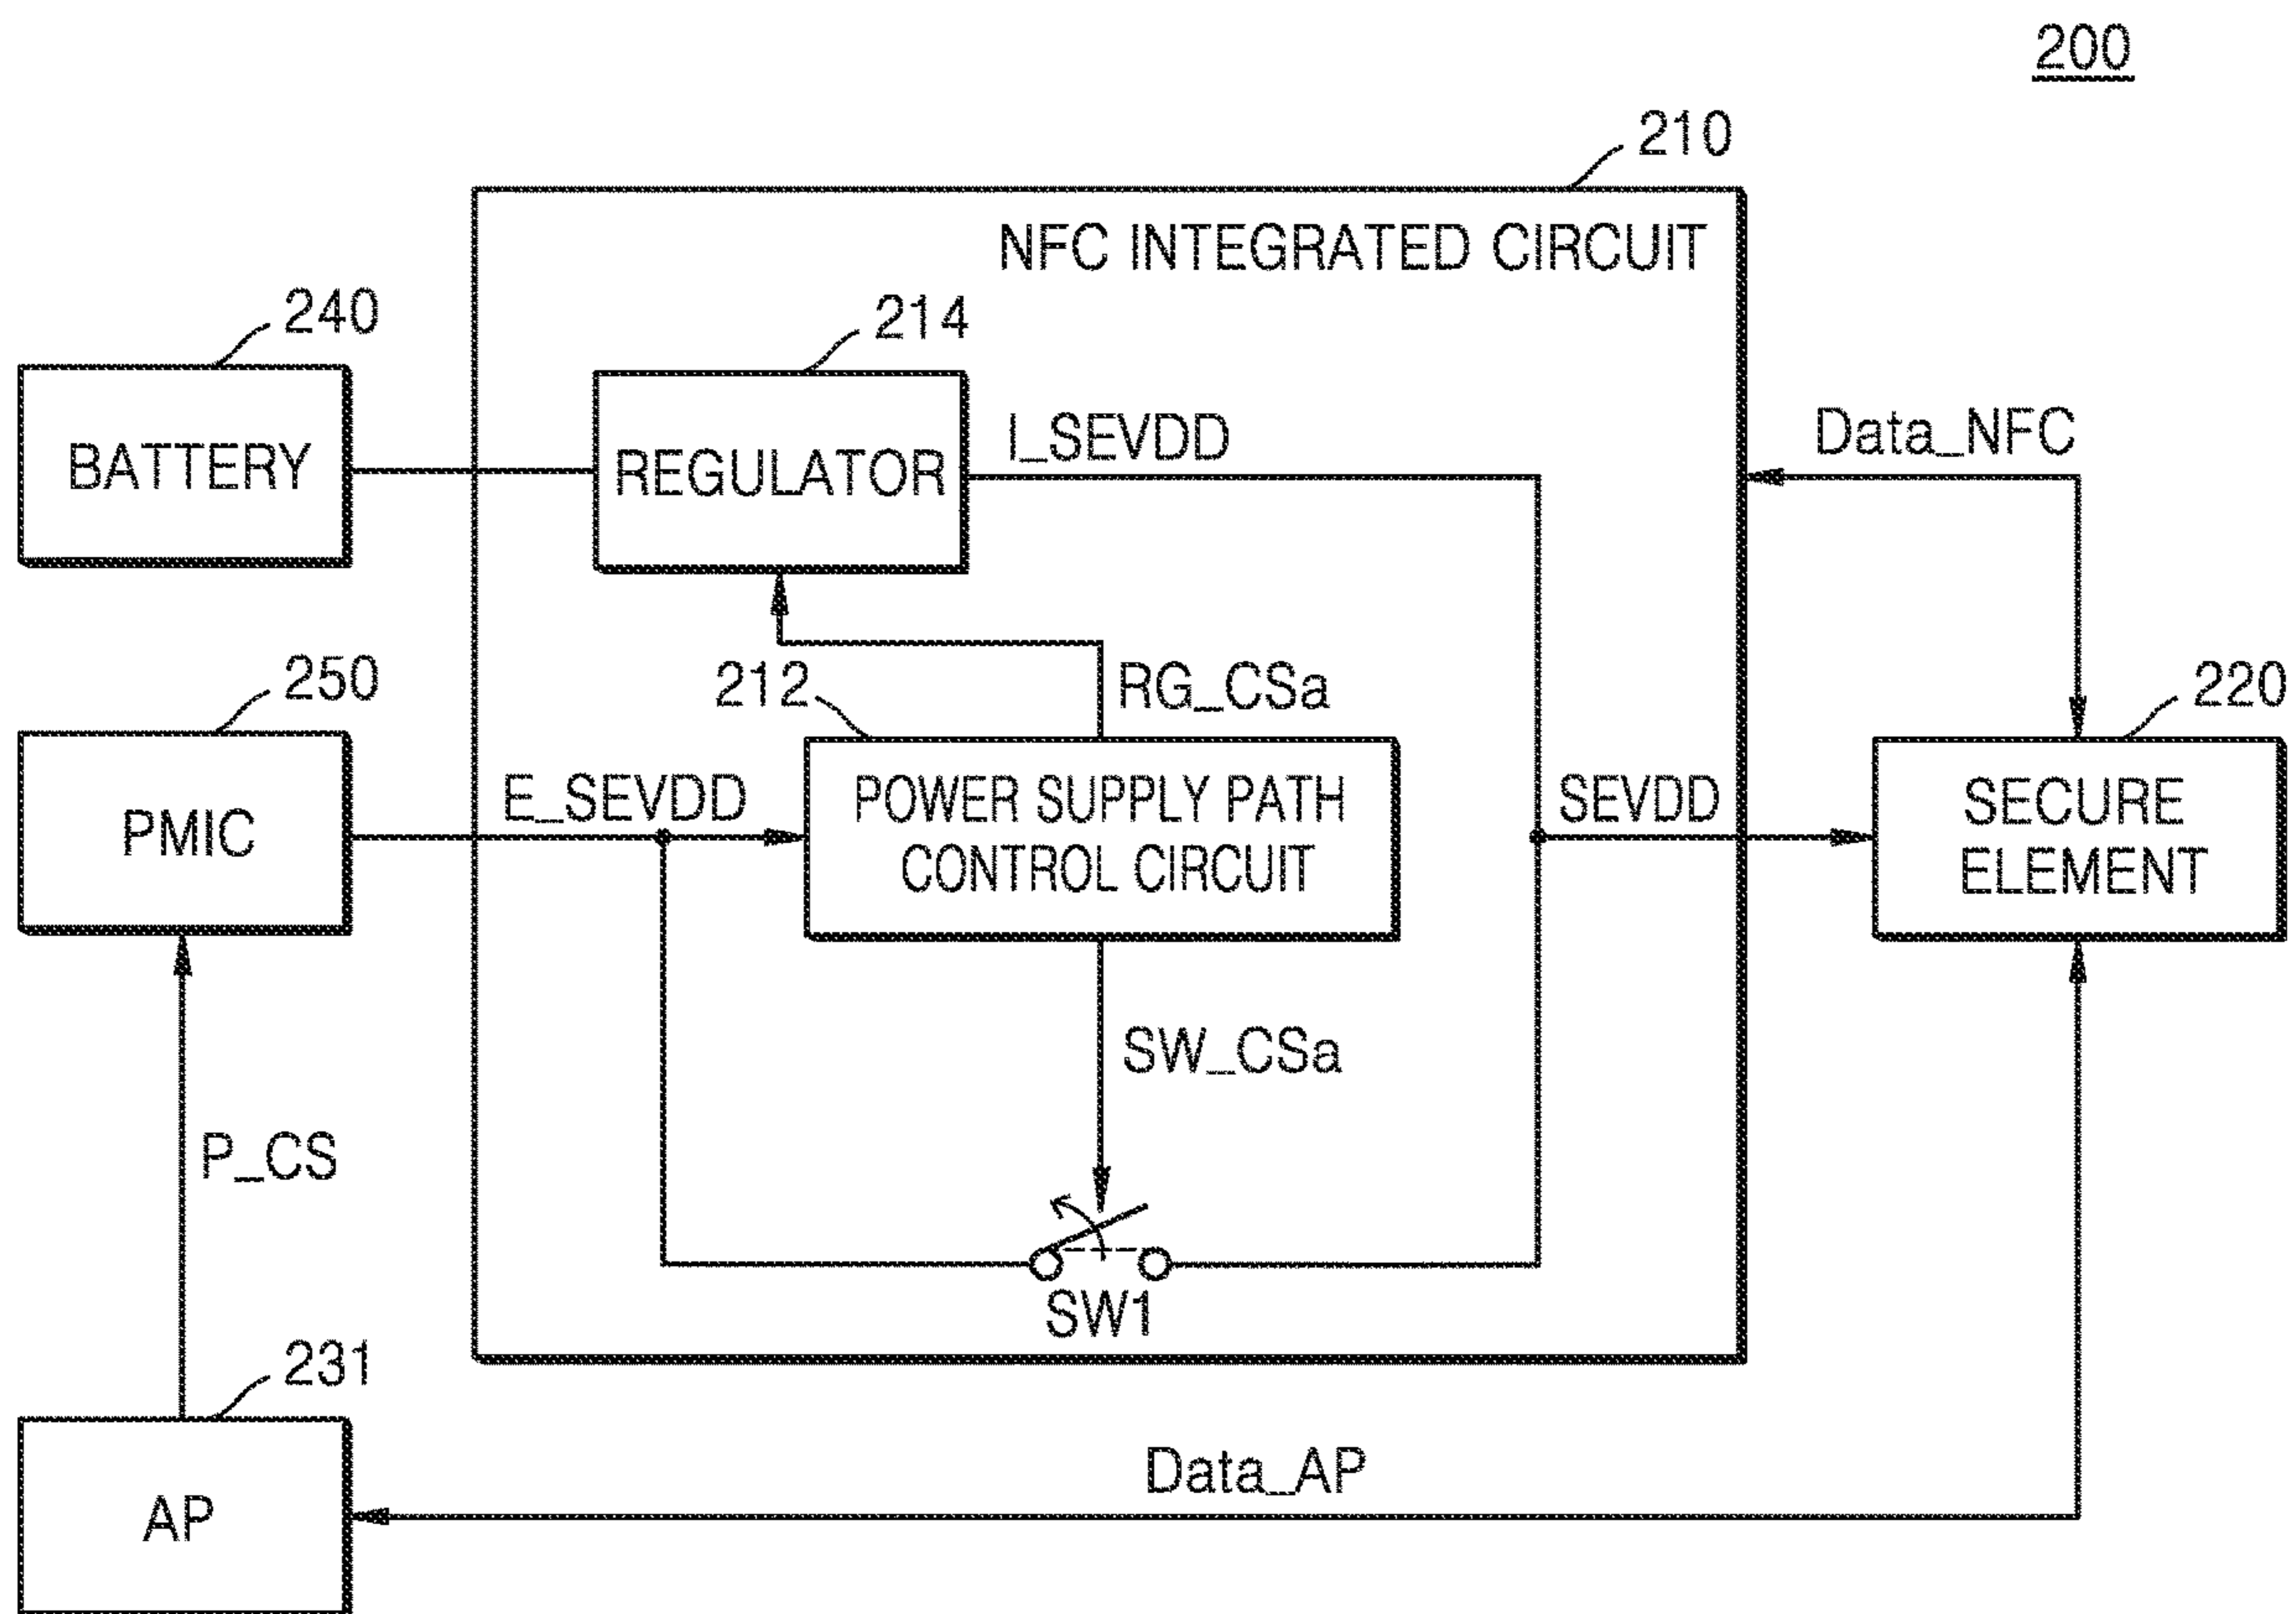 200
210
NFC INTEGRATED CIRCUIT
240
214
BATTERY
REGULATOR
I_SEVDD
Data_NFC
250
212
RG_CSa
220
PMIC
E_SEVDD
POWER SUPPLY PATH
CONTROL CIRCUIT
SEVDD
SECURE
ELEMENT
SW_CSa
P_CS
SW1
231
AP
Data_AP